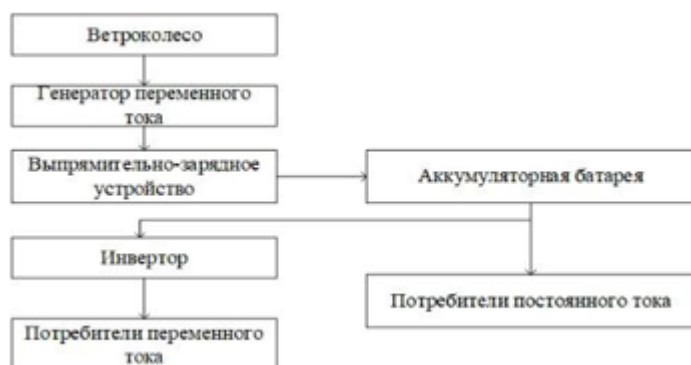 Ветроколесо
Генератор переменного
тока
Выпрямительно-зарядное
устройство
Аккумуляторная батарея
Инвертор
Потребители постоянного тока
Потребители переменного
тока